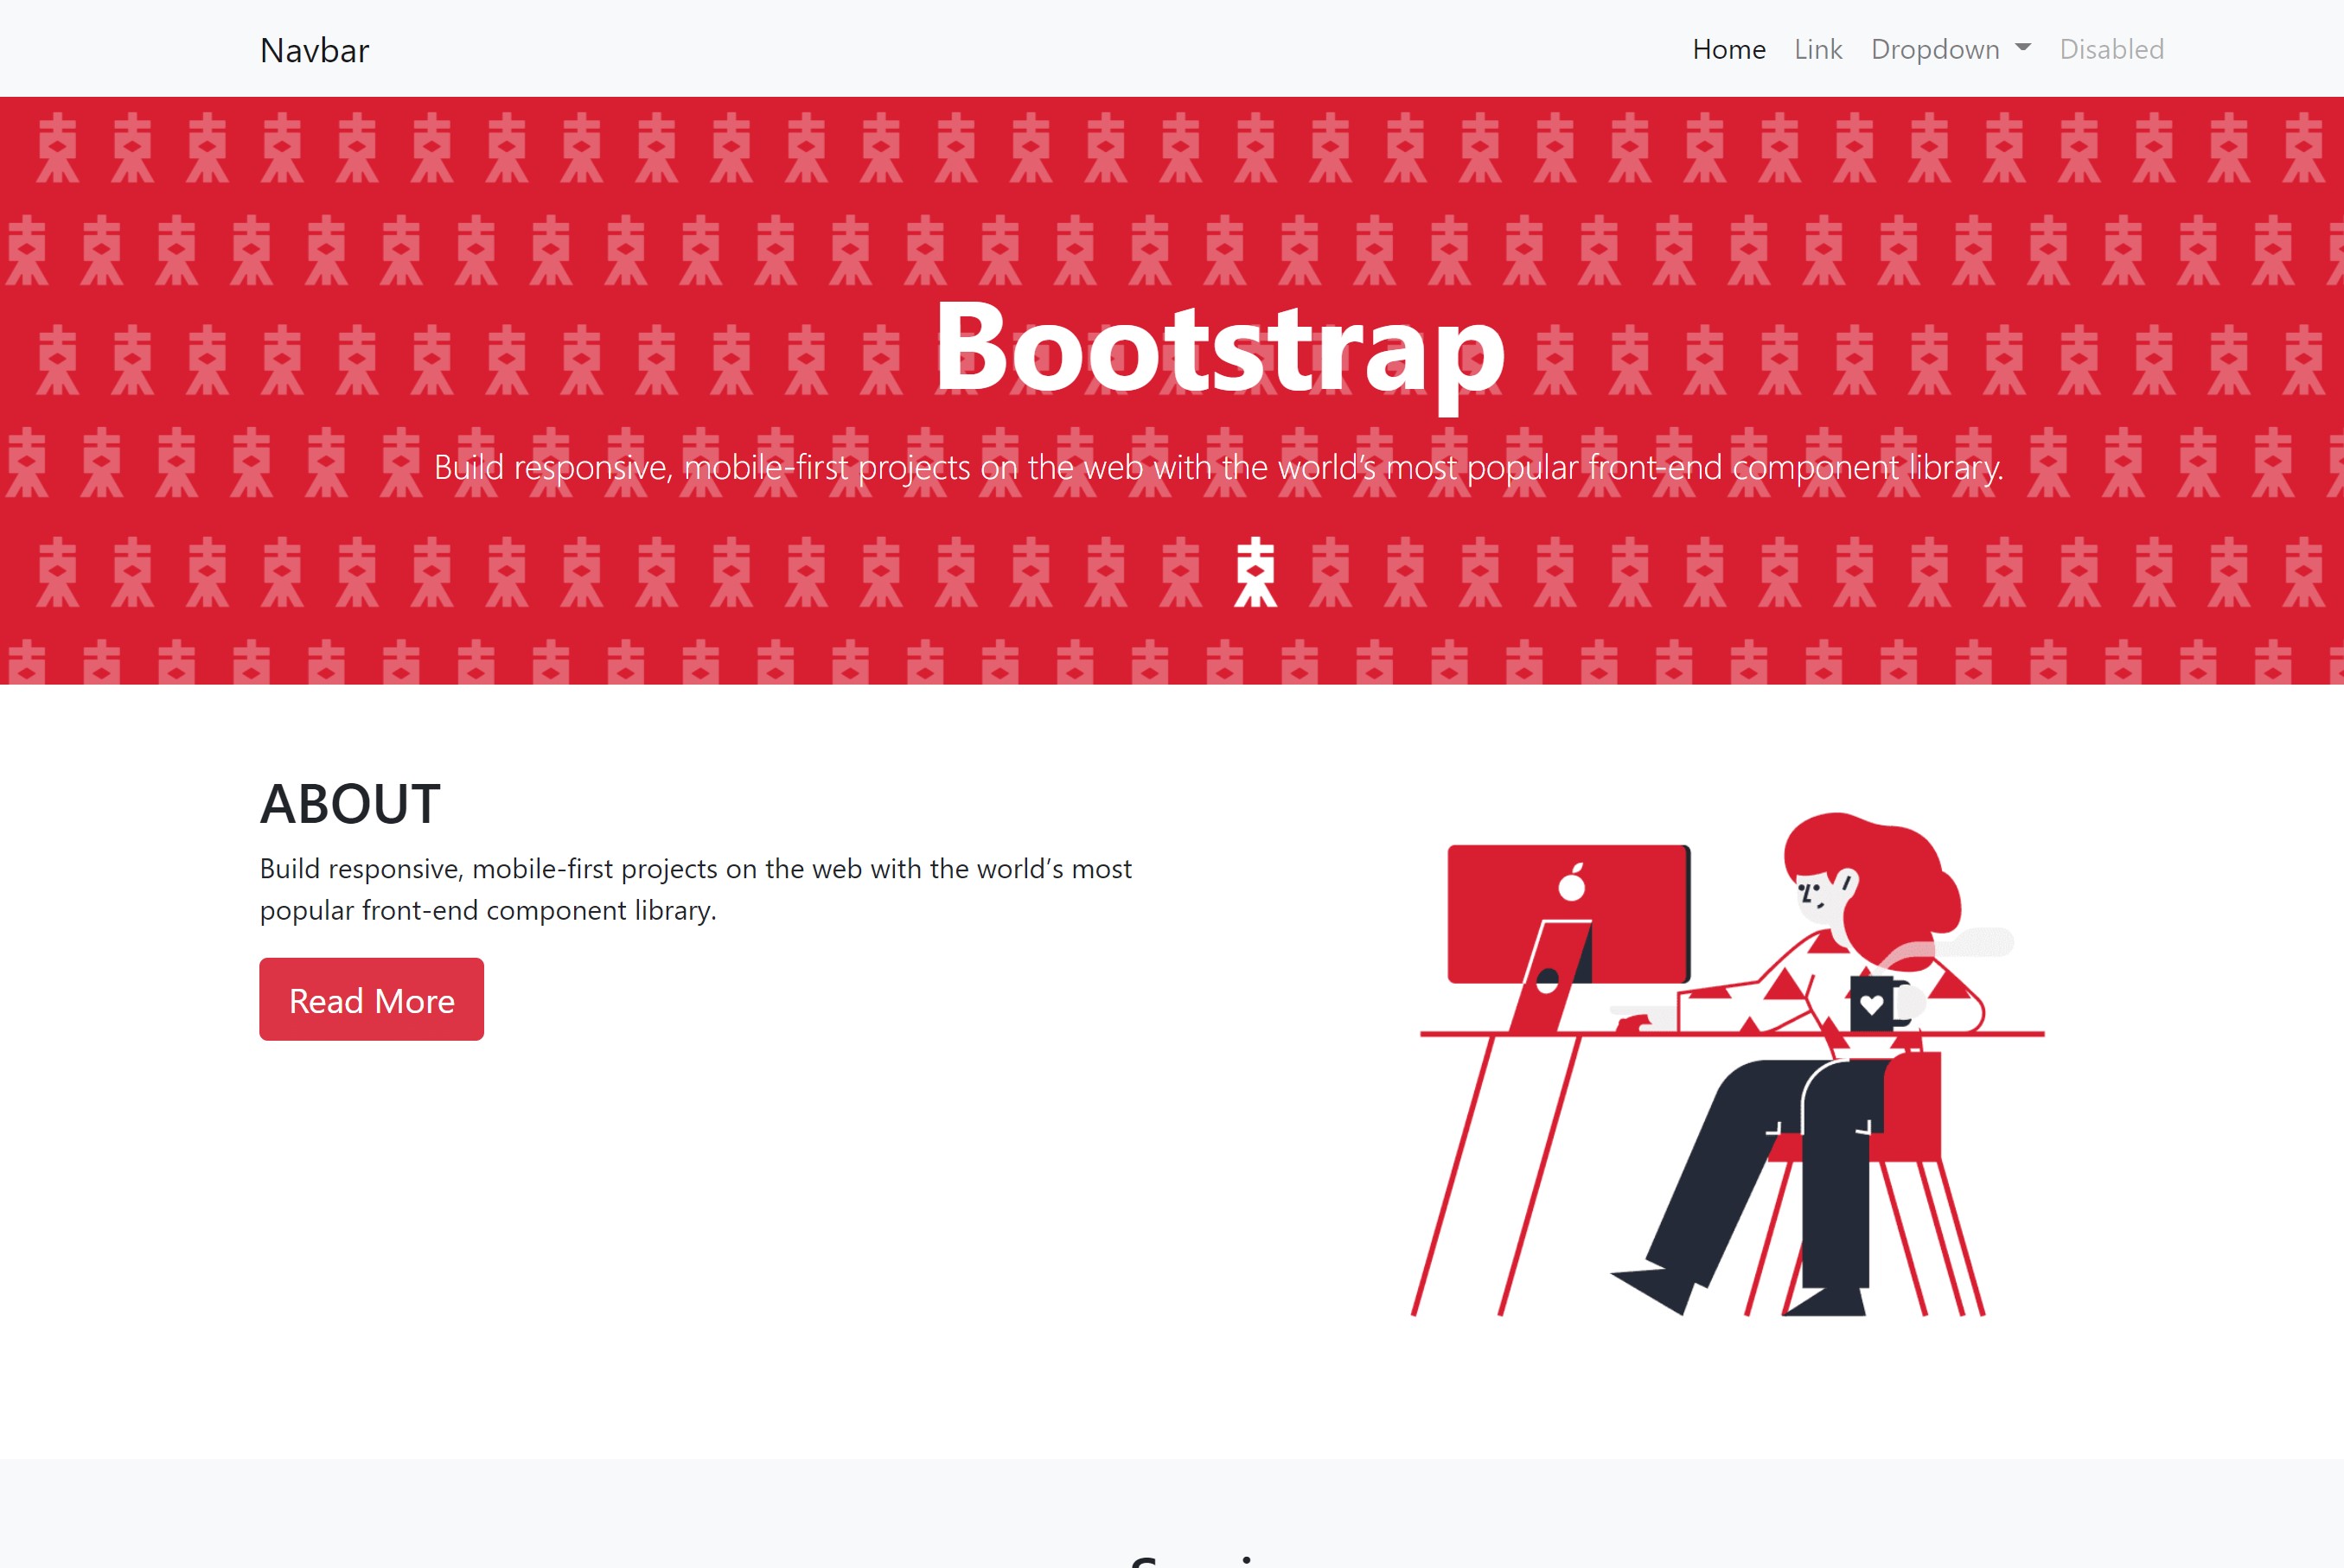 Navbar
Home Link Dropdown Disabled
Bootstrap
Build responsive, mobile-first projects on the web with the world’s most popular front-end component library.
ABOUT
Build responsive, mobile-first projects on the web with the world’s most
popular front-end component library.
Read More